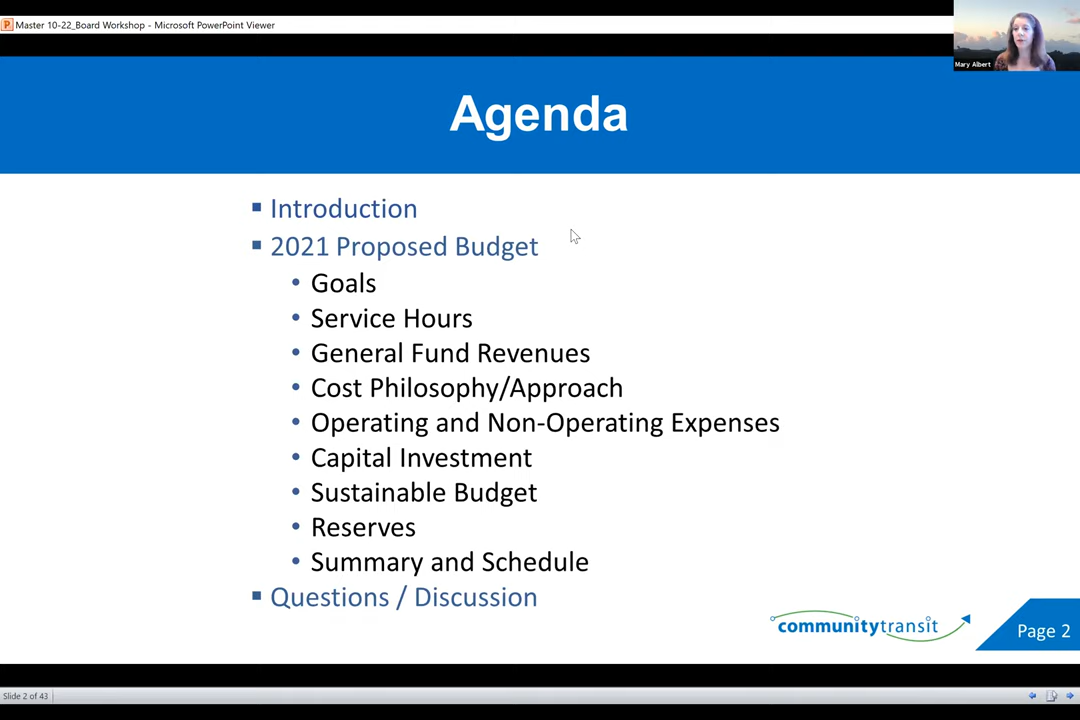 Master 10-22_Board Workshop - Microsoft PowerPoint Viewer
Mary Albert
Agenda
Introduction
2021 Proposed Budget
Goals
Service Hours
General Fund Revenues
Cost Philosophy/Approach
Operating and Non-Operating Expenses
Capital Investment
Sustainable Budget
Reserves
Summary and Schedule
Questions / Discussion
communitytransit
Page 2
Slide 2 of 43